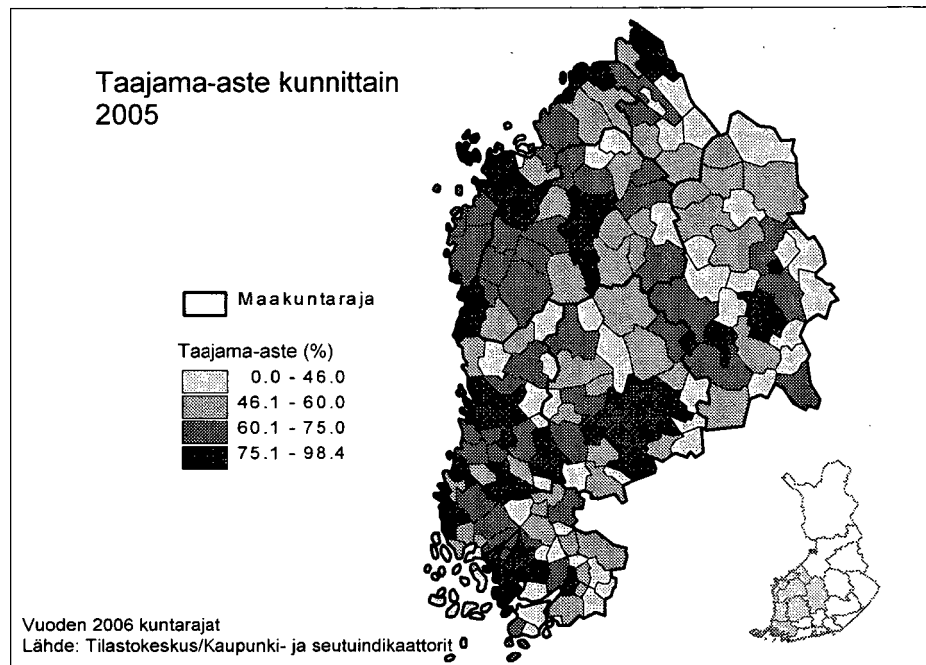 Taajama-aste kunnittain
2005
Maakuntaraja
Taajama-aste (%)
0.0 - 46.0
46.1 - 60.0
60.1 - 75.0
75.1 - 98.4
Vuoden 2006 kuntarajat
Lähde: Tilastokeskus/Kaupunki- ja seutuindikaattorit